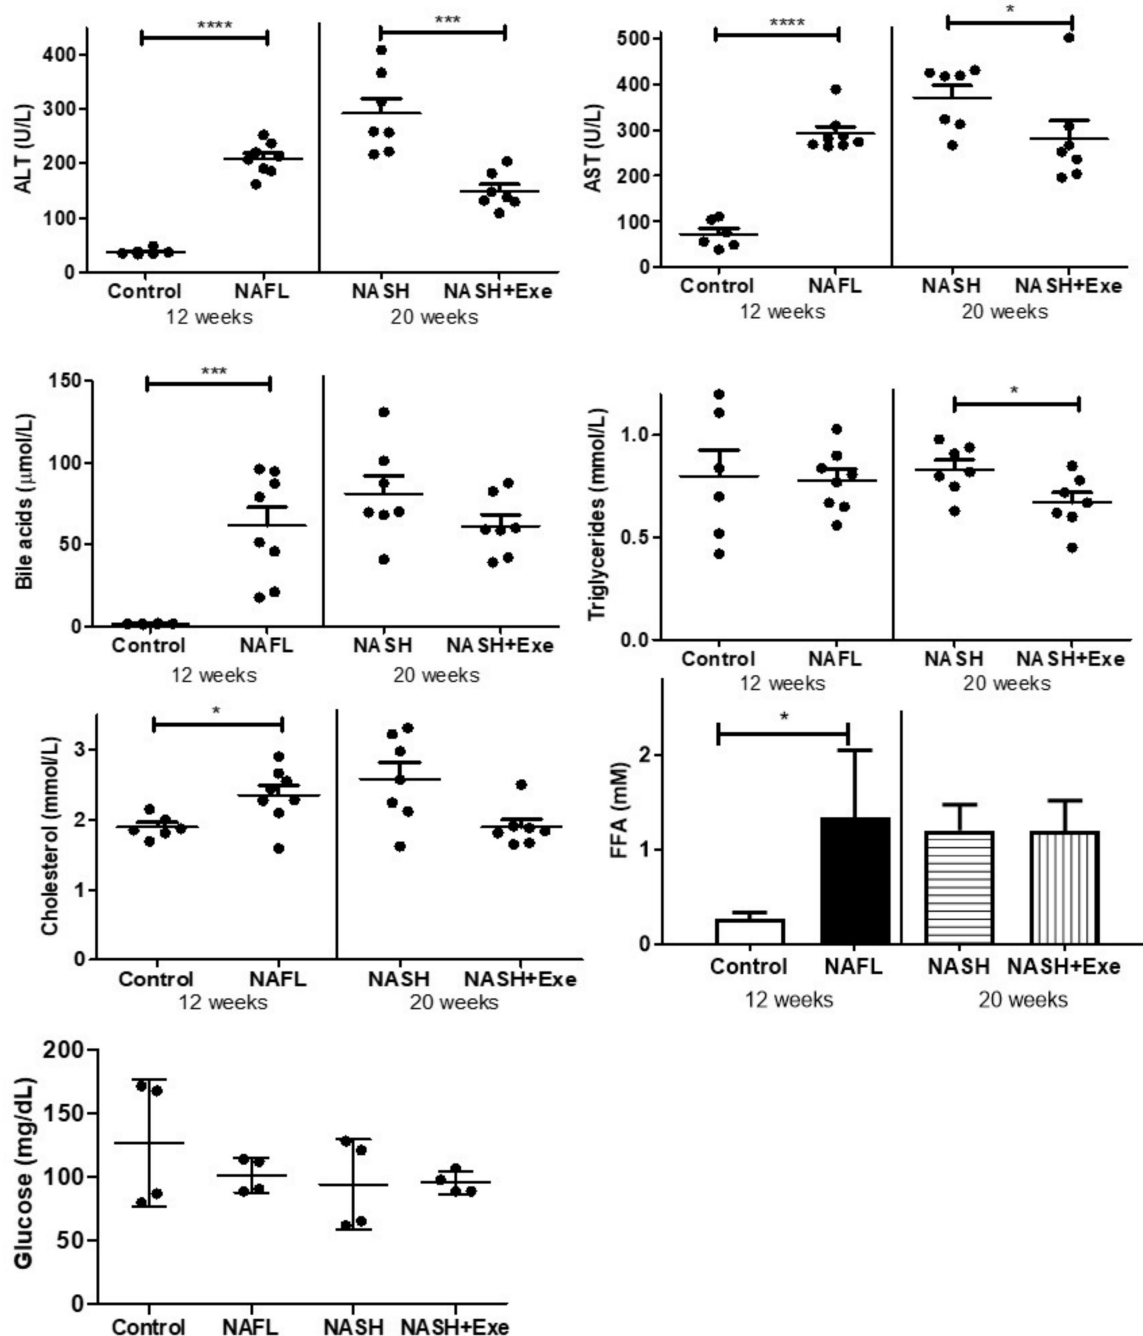 **** ***
ALT (U/L)
400
300
200
100
0
Control NAFL NASH NASH+Exe
12 weeks 20 weeks
**** *
AST (U/L)
500
400
300
200
100
0
Control NAFL NASH NASH+Exe
12 weeks 20 weeks
***
Bile acids (μmol/L)
150
100
50
0
Control NAFL NASH NASH+Exe
12 weeks 20 weeks
*
Triglycerides (mmol/L)
1.0
0.5
0.0
Control NAFL NASH NASH+Exe
12 weeks 20 weeks
*
Cholesterol (mmol/L)
3
2
1
0
Control NAFL NASH NASH+Exe
12 weeks 20 weeks
*
FFA (mM)
2
1
0
Control NAFL NASH NASH+Exe
12 weeks 20 weeks
Glucose (mg/dL)
200
150
100
50
0
Control NAFL NASH NASH+Exe